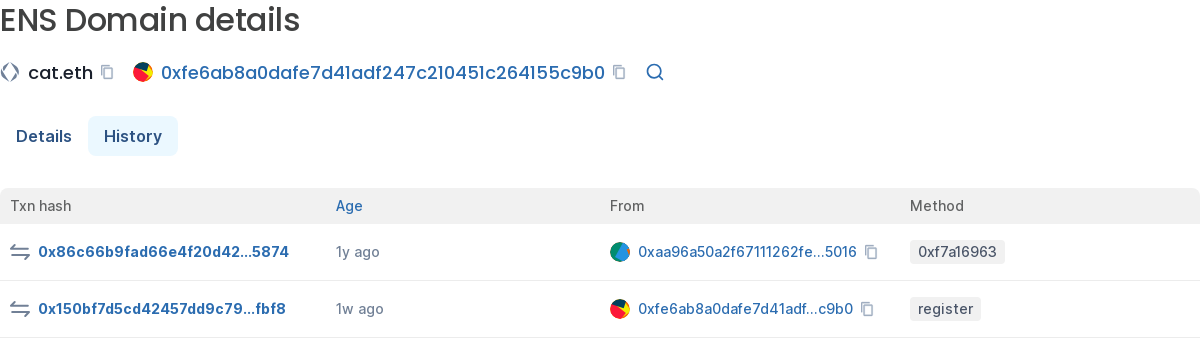 ENS Domain details
cat.eth 0xfe6ab8a0dafe7d41adf247c210451c264155c9b0
Details History
Txn hash Age From Method
0x86c66b9fad66e4f20d42...5874 1y ago 0xaa96a50a2f67111262fe...5016 0xf7a16963
0x150bf7d5cd42457dd9c79...fbf8 1w ago 0xfe6ab8a0dafe7d41adf...c9b0 register